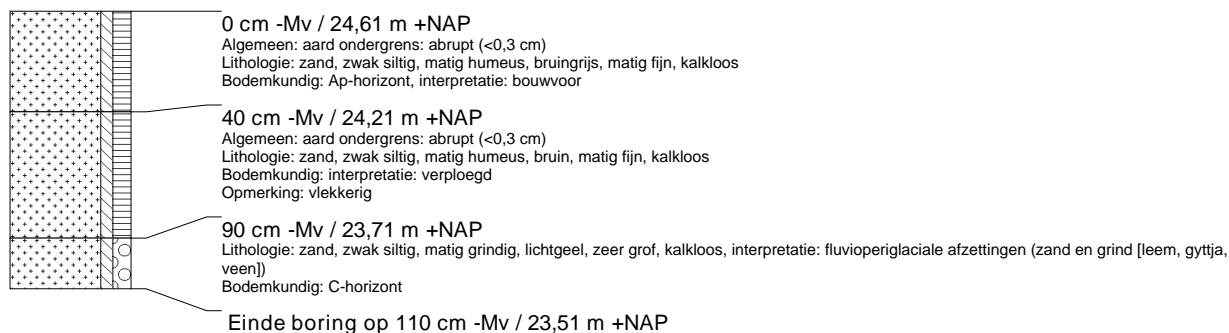 0 cm -Mv / 24,61 m +NAP
Algemeen: aard ondergrens: abrupt (<0,3 cm)
Lithologie: zand, zwak siltig, matig humeus, bruingrijs, matig fijn, kalkloos
Bodemkundig: Ap-horizont, interpretatie: bouwvoor
40 cm -Mv / 24,21 m +NAP
Algemeen: aard ondergrens: abrupt (<0,3 cm)
Lithologie: zand, zwak siltig, matig humeus, bruin, matig fijn, kalkloos
Bodemkundig: interpretatie: verploegd
Opmerking: vlekkerig
90 cm -Mv / 23,71 m +NAP
Lithologie: zand, zwak siltig, matig grindig, lichtgeel, zeer grof, kalkloos, interpretatie: fluvioperiglaciale afzettingen (zand en grind [leem, gyttja,
veen])
Bodemkundig: C-horizont
Einde boring op 110 cm -Mv / 23,51 m +NAP